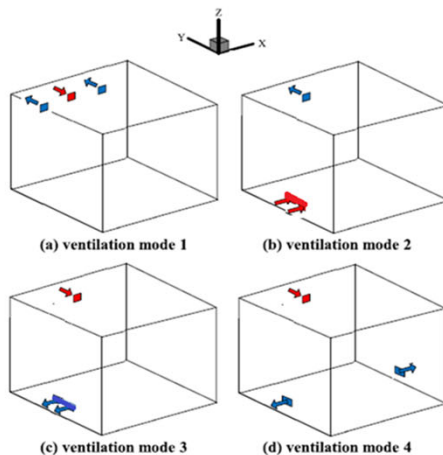 Z
Y
X
(a) ventilation mode 1
(b) ventilation mode 2
(c) ventilation mode 3
(d) ventilation mode 4